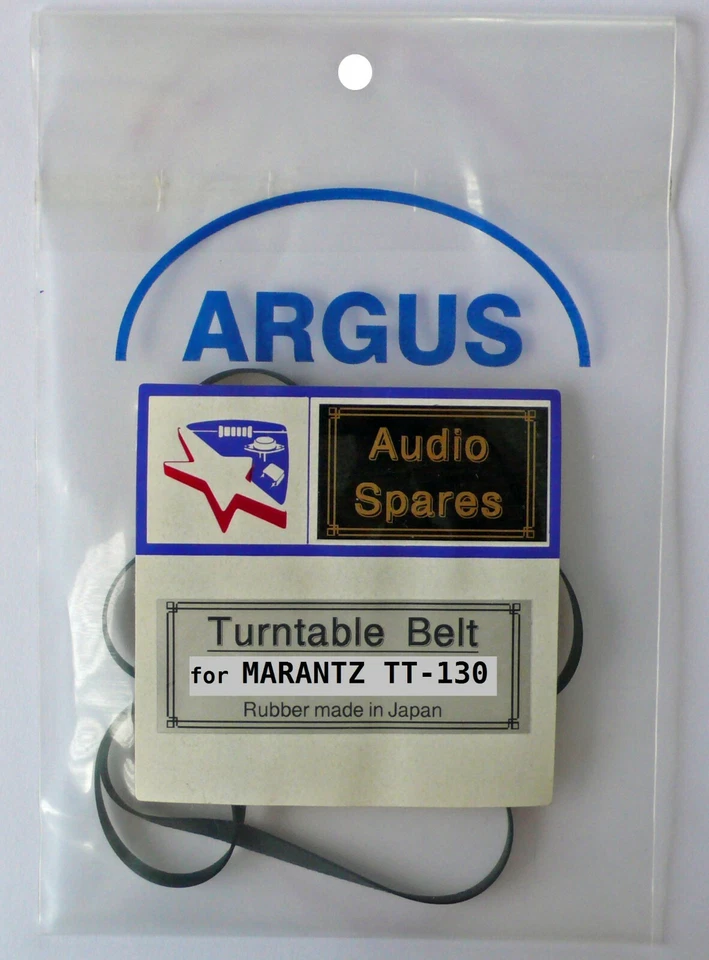 ARGUS
Audio
Spares
Turntable Belt
for MARANTZ TT-130
Rubber made in Japan